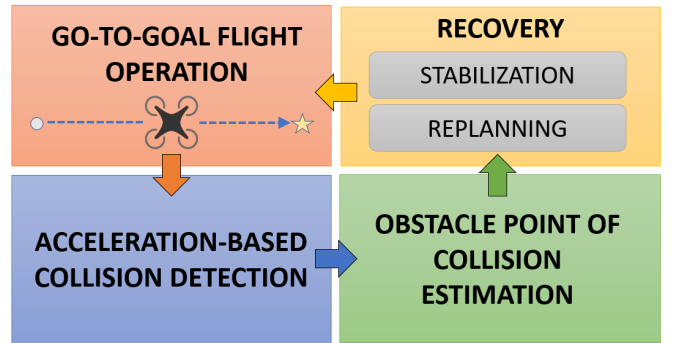 GO-TO-GOAL FLIGHT
OPERATION
RECOVERY
STABILIZATION
REPLANNING
ACCELERATION-BASED
COLLISION DETECTION
OBSTACLE POINT OF
COLLISION
ESTIMATION